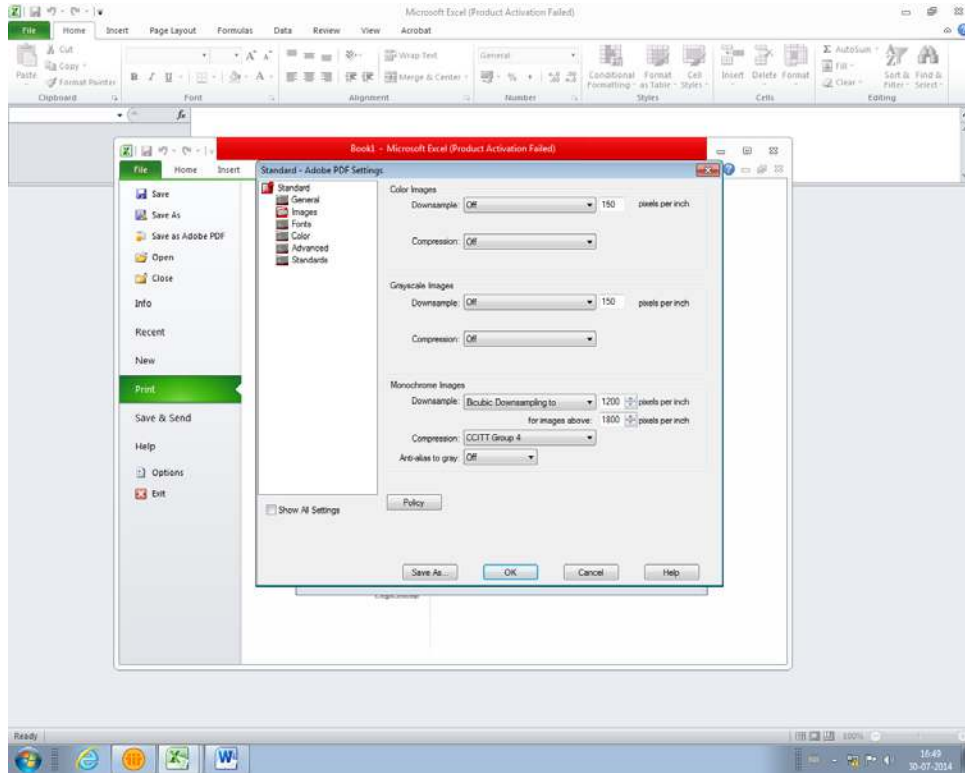 Microsoft Excel (Product Activation Failed)
File Home Insert Page Layout Formulas Data Review View Acrobat
Cut
Copy
Format Painter
Paste
Clipboard
B I U
Font
Wrap Text
Merge & Center
Alignment
General
%
Number
Conditional Formatting
Format as Table
Cell Styles
Styles
Insert Delete Format
Cells
AutoSum
Fill
Clear
Sort & Filter
Find & Select
Editing
fx
Book1 - Microsoft Excel (Product Activation Failed)
File Home Insert
Save
Save As
Save as Adobe PDF
Open
Close
Info
Recent
New
Print
Save & Send
Help
Options
Exit
Standard - Adobe PDF Settings
Standard
General
Images
Fonts
Color
Advanced
Standards
Show All Settings
Color Images
Downsample: Off 150 pixels per inch
Compression: Off
Grayscale Images
Downsample: Off 150 pixels per inch
Compression: Off
Monochrome Images
Downsample: Bicubic Downsampling to 1200 pixels per inch
for images above: 1800 pixels per inch
Compression: CCITT Group 4
Anti-alias to gray: Off
Policy
Save As... OK Cancel Help
Ready
100%
16:49
30-07-2014